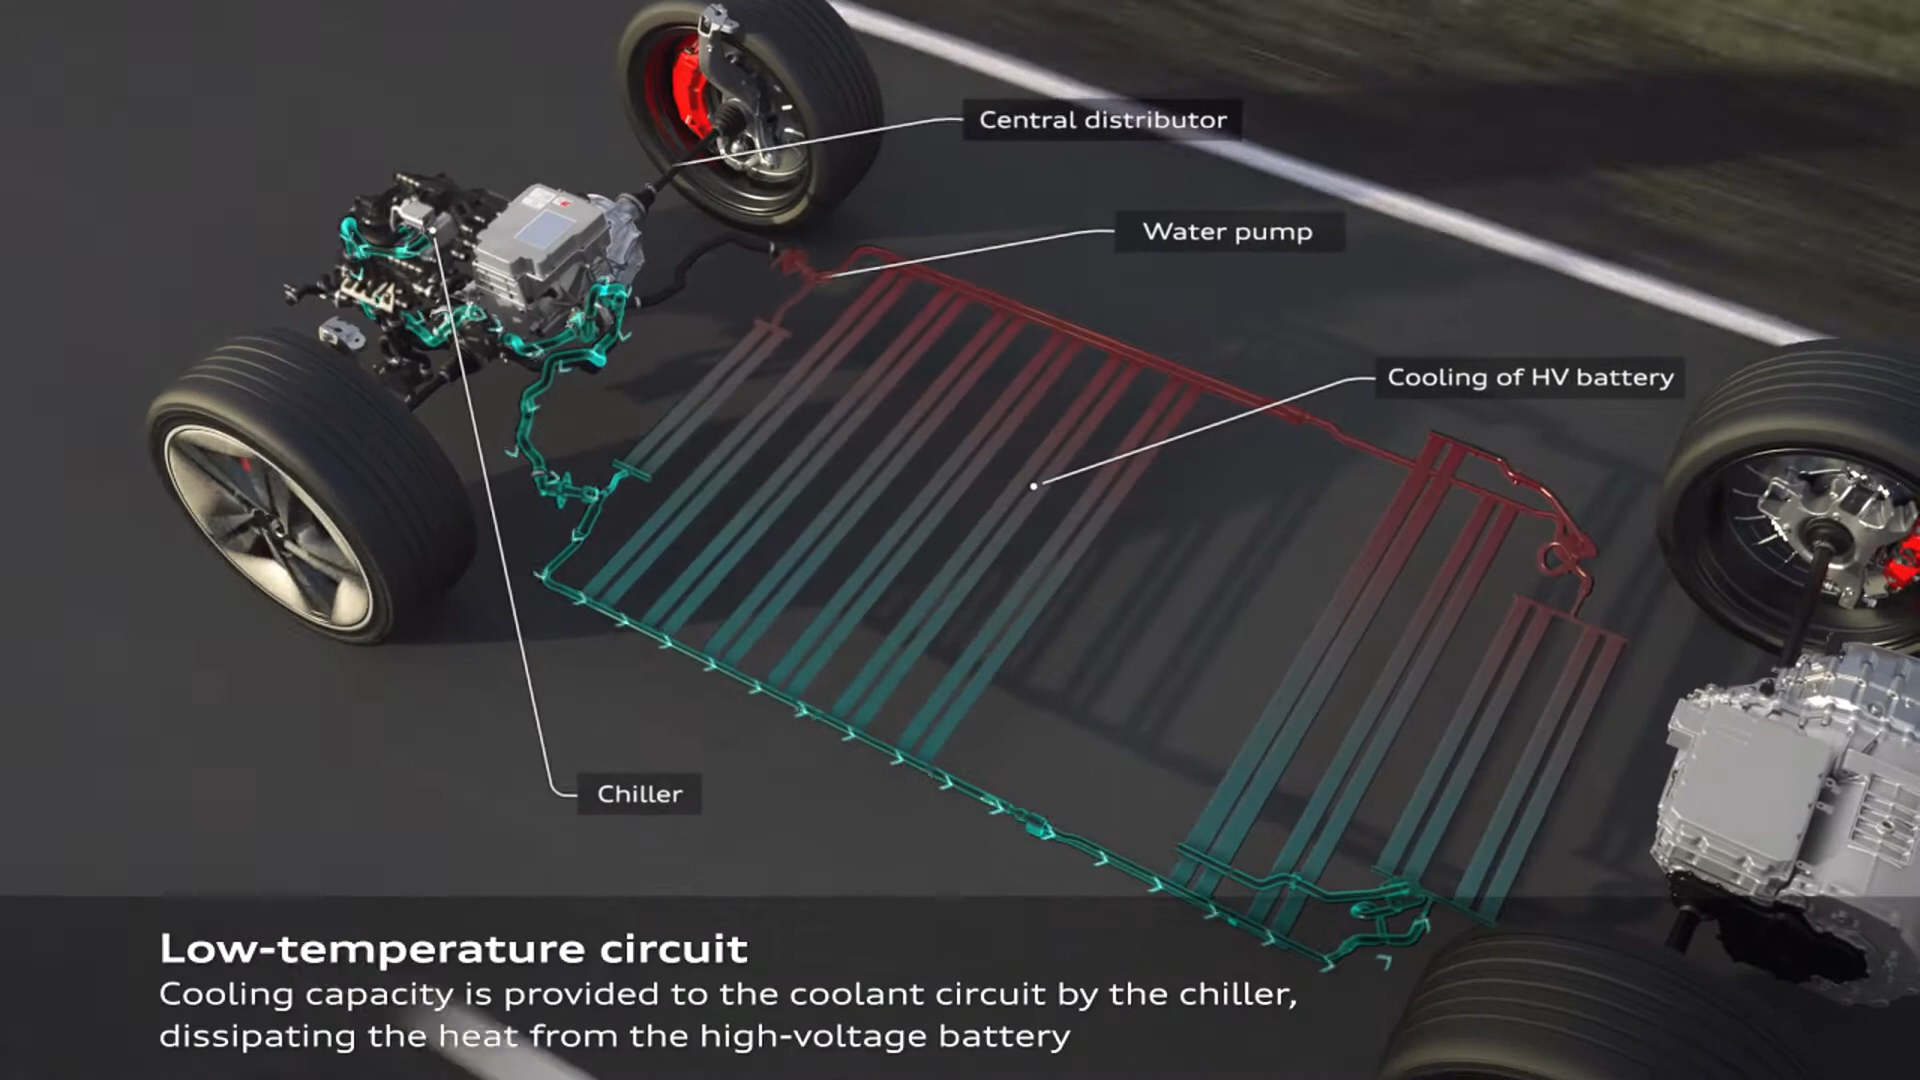 Central distributor
Water pump
Cooling of HV battery
Chiller
Low-temperature circuit
Cooling capacity is provided to the coolant circuit by the chiller,
dissipating the heat from the high-voltage battery